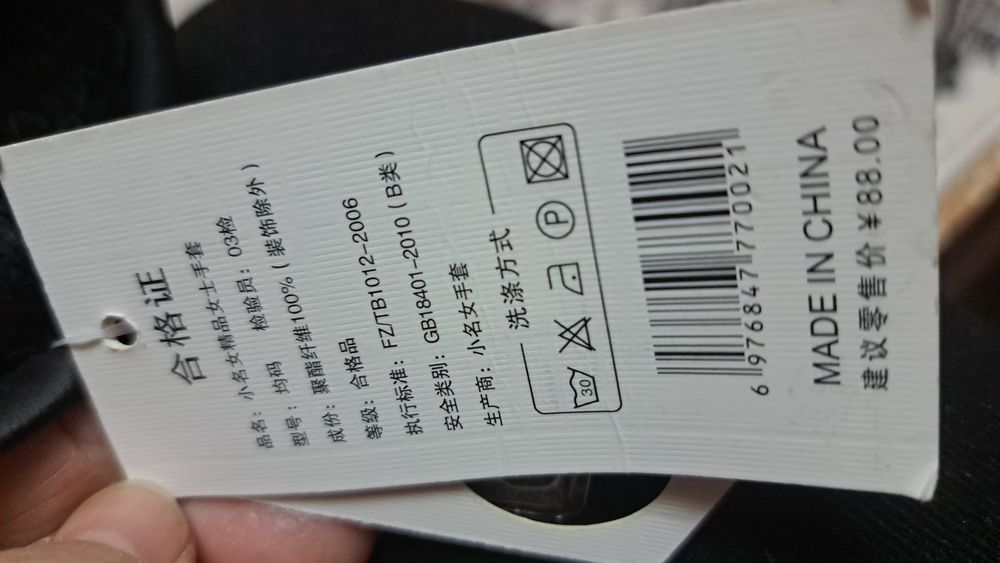 合格证
品名：小名女精品女士手套
型号：均码 检验员：03检
成份：聚酯纤维100%（装饰除外）
等级：合格品
执行标准：FZ/TB1012-2006
安全类别：GB18401-2010（B类）
生产商：小名女手套
洗涤方式
30 P
6 976847 770021
MADE IN CHINA
建议零售价￥88.00